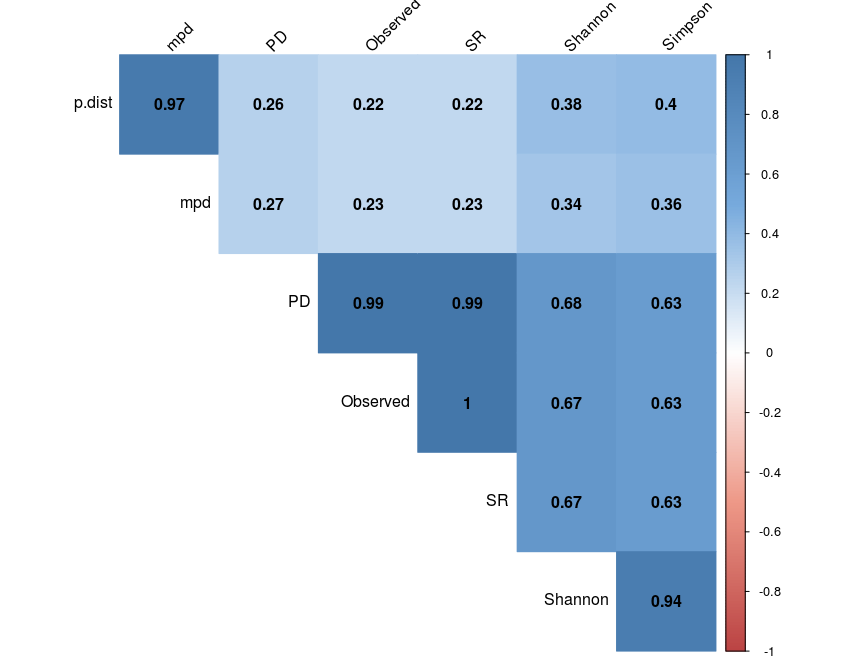 mpd PD Observed SR Shannon Simpson
p.dist 0.97 0.26 0.22 0.22 0.38 0.4
mpd 0.27 0.23 0.23 0.34 0.36
PD 0.99 0.99 0.68 0.63
Observed 1 0.67 0.63
SR 0.67 0.63
Shannon 0.94
1
0.8
0.6
0.4
0.2
0
-0.2
-0.4
-0.6
-0.8
-1